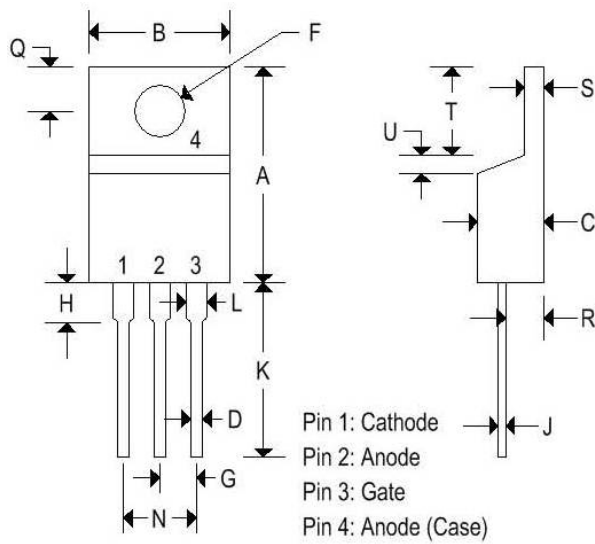 B
F
Q
S
T
4
U
A
C
1 2 3
H
L
R
K
D
J
G
N
Pin 1: Cathode
Pin 2: Anode
Pin 3: Gate
Pin 4: Anode (Case)